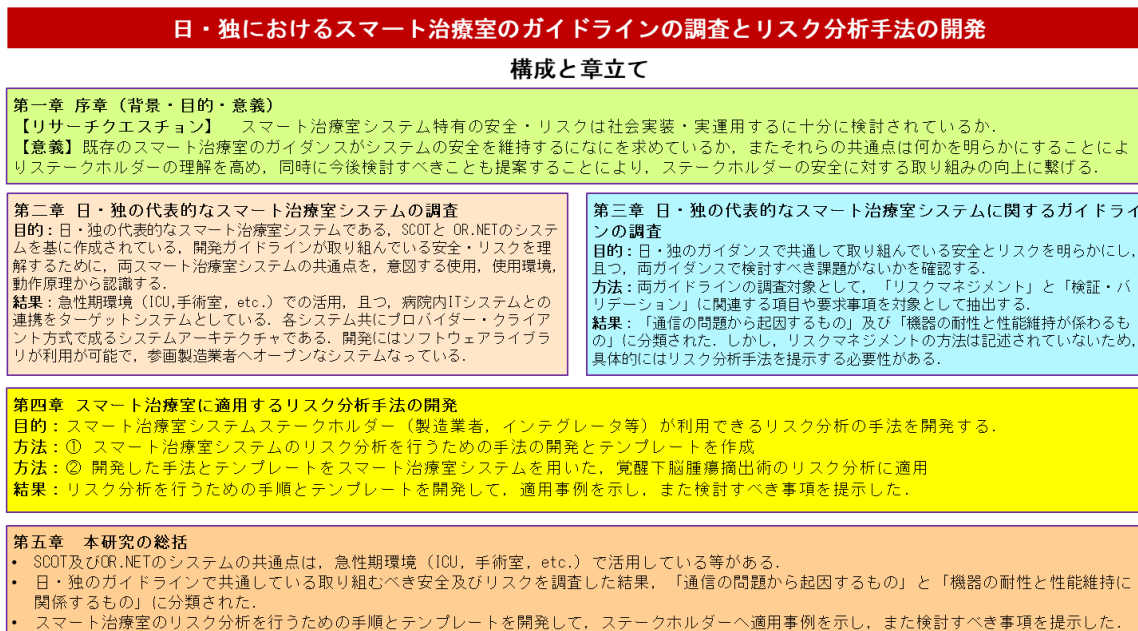 日・独におけるスマート治療室のガイドラインの調査とリスク分析手法の開発
構成と章立て
第一章 序章（背景・目的・意義）
【リサーチクエスチョン】 スマート治療室システム特有の安全・リスクは社会実装・実運用するに十分に検討されているか．
【意義】既存のスマート治療室のガイダンスがシステムの安全を維持するになにを求めているか，またそれらの共通点は何かを明らかにすることによ
りステークホルダーの理解を高め，同時に今後検討すべきことも提案することにより，ステークホルダーの安全に対する取り組みの向上に繋げる．
第二章 日・独の代表的なスマート治療室システムの調査
目的：日・独の代表的なスマート治療室システムである，SCOTと OR.NETのシステ
ムを基に作成されている，開発ガイドラインが取り組んでいる安全・リスクを理
解するために，両スマート治療室システムの共通点を，意図する使用，使用環境，
動作原理から認識する．
結果：急性期環境（ICU,手術室，etc.）での活用，且つ，病院内ITシステムとの
連携をターゲットシステムとしている．各システム共にプロバイダー・クライア
ント方式で成るシステムアーキテクチャである．開発にはソフトウェアライブラ
リが利用が可能で，参画製造業者へオープンなシステムなっている．
第三章 日・独の代表的なスマート治療室システムに関するガイドライ
ンの調査
目的：日・独のガイダンスで共通して取り組んでいる安全とリスクを明らかにし，
且つ，両ガイダンスで検討すべき課題がないかを確認する．
方法：両ガイドラインの調査対象として，「リスクマネジメント」と「検証・バ
リデーション」に関連する項目や要求事項を対象として抽出する．
結果：「通信の問題から起因するもの」及び「機器の耐性と性能維持が係わるも
の」に分類された．しかし，リスクマネジメントの方法は記述されていないため，
具体的にはリスク分析手法を提示する必要性がある．
第四章 スマート治療室に適用するリスク分析手法の開発
目的：スマート治療室システムステークホルダー（製造業者，インテグレータ等）が利用できるリスク分析の手法を開発する．
方法：① スマート治療室システムのリスク分析を行うための手法の開発とテンプレートを作成
方法：② 開発した手法とテンプレートをスマート治療室システムを用いた，覚醒下脳腫瘍摘出術のリスク分析に適用
結果：リスク分析を行うための手順とテンプレートを開発して，適用事例を示し，また検討すべき事項を提示した．
第五章 本研究の総括
• SCOT及びOR.NETのシステムの共通点は，急性期環境（ICU，手術室，etc.）で活用している等がある．
• 日・独のガイドラインで共通している取り組むべき安全及びリスクを調査した結果，「通信の問題から起因するもの」と「機器の耐性と性能維持に
関係するもの」に分類された．
• スマート治療室のリスク分析を行うための手順とテンプレートを開発して，ステークホルダーへ適用事例を示し，また検討すべき事項を提示した．